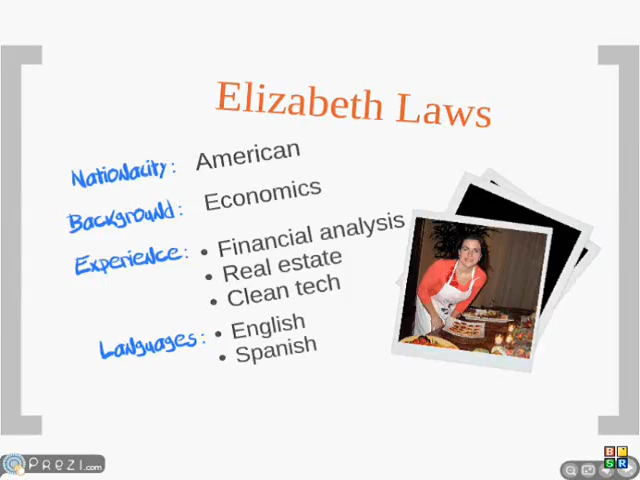 Elizabeth Laws
Nationality: American
Background: Economics
Experience: • Financial analysis
• Real estate
• Clean tech
Languages: • English
• Spanish
Prezi.com
B
S R